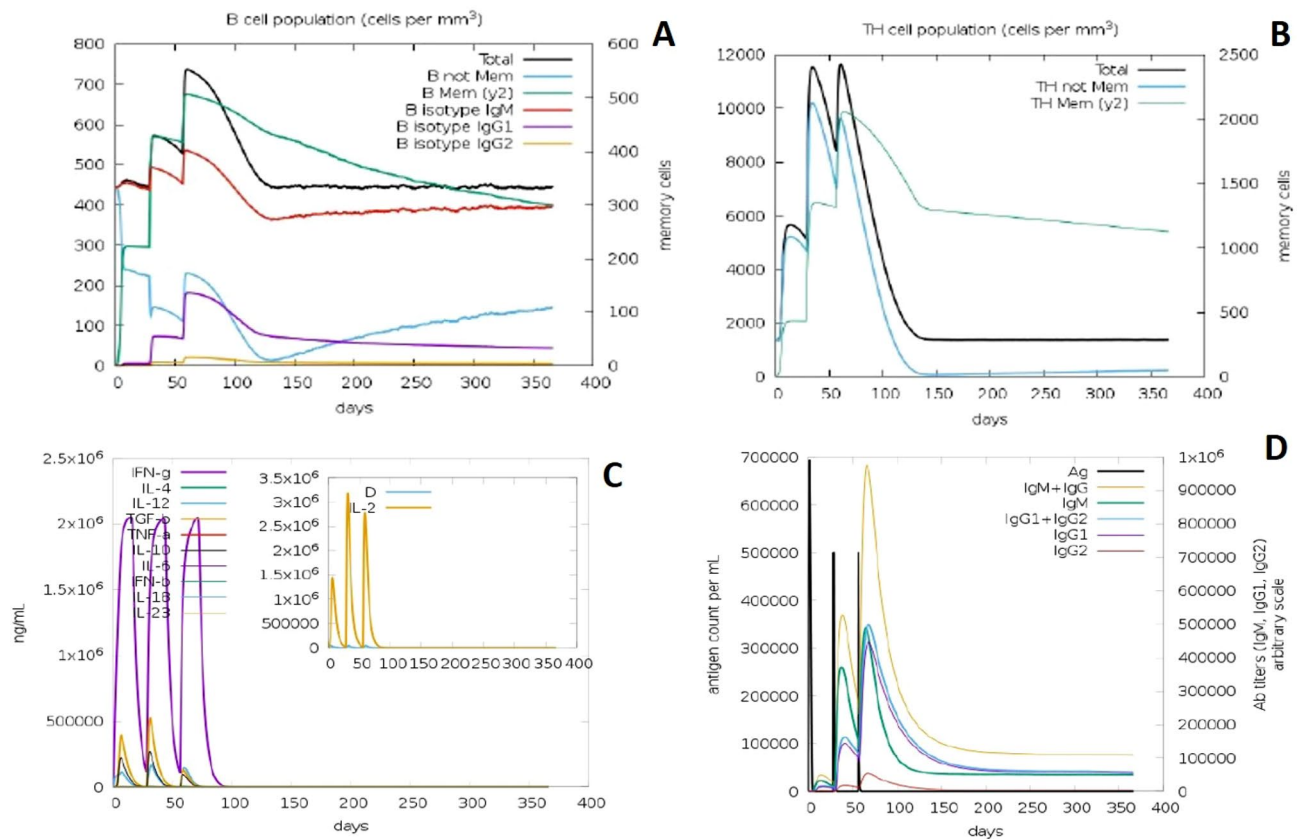 B cell population (cells per mm³)
A
800
700
600
500
400
300
200
100
0
Total
B not Mem
B Mem (y2)
B isotype IgM
B isotype IgG1
B isotype IgG2
600
500
400
300
200
100
0
memory cells
0 50 100 150 200 250 300 350 400
days
TH cell population (cells per mm³)
B
12000
10000
8000
6000
4000
2000
0
Total
TH not Mem
TH Mem (y2)
2500
2000
1500
1000
500
0
memory cells
0 50 100 150 200 250 300 350 400
days
C
2.5×10⁶
2×10⁶
1.5×10⁶
1×10⁶
500000
0
ng/mL
IFN-g
IL-4
IL-12
TGF-b
TNF-a
IL-10
IL-6
IFN-b
IL-18
IL-23
3.5×10⁶
3×10⁶
2.5×10⁶
2×10⁶
1.5×10⁶
1×10⁶
500000
0
D
IL-2
0 50 100 150 200 250 300 350 400
0 50 100 150 200 250 300 350 400
days
D
700000
600000
500000
400000
300000
200000
100000
0
antigen count per mL
Ag
IgM+IgG
IgM
IgG1+IgG2
IgG1
IgG2
1×10⁶
900000
800000
700000
600000
500000
400000
300000
200000
100000
0
Ab titers (IgM, IgG1, IgG2)
arbitrary scale
0 50 100 150 200 250 300 350 400
days